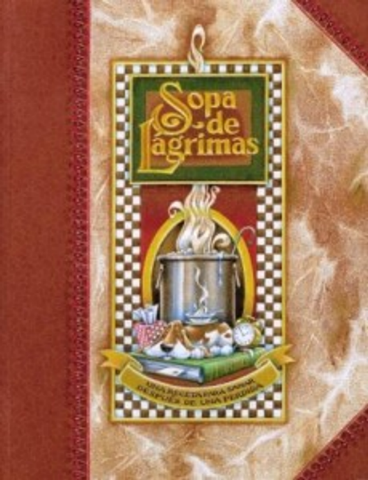 Sopa
de
Lágrimas
UNA RECETA PARA SANAR
DESPUÉS DE UNA PÉRDIDA